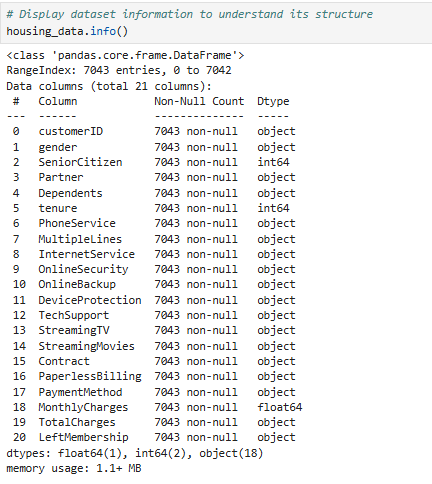 # Display dataset information to understand its structure
housing_data.info()
<class 'pandas.core.frame.DataFrame'>
RangeIndex: 7043 entries, 0 to 7042
Data columns (total 21 columns):
 #   Column            Non-Null Count  Dtype
---  ------            --------------  -----
 0   customerID        7043 non-null   object
 1   gender            7043 non-null   object
 2   SeniorCitizen     7043 non-null   int64
 3   Partner           7043 non-null   object
 4   Dependents        7043 non-null   object
 5   tenure            7043 non-null   int64
 6   PhoneService      7043 non-null   object
 7   MultipleLines     7043 non-null   object
 8   InternetService   7043 non-null   object
 9   OnlineSecurity    7043 non-null   object
 10  OnlineBackup      7043 non-null   object
 11  DeviceProtection  7043 non-null   object
 12  TechSupport       7043 non-null   object
 13  StreamingTV       7043 non-null   object
 14  StreamingMovies   7043 non-null   object
 15  Contract          7043 non-null   object
 16  PaperlessBilling  7043 non-null   object
 17  PaymentMethod     7043 non-null   object
 18  MonthlyCharges    7043 non-null   float64
 19  TotalCharges      7043 non-null   object
 20  LeftMembership    7043 non-null   object
dtypes: float64(1), int64(2), object(18)
memory usage: 1.1+ MB